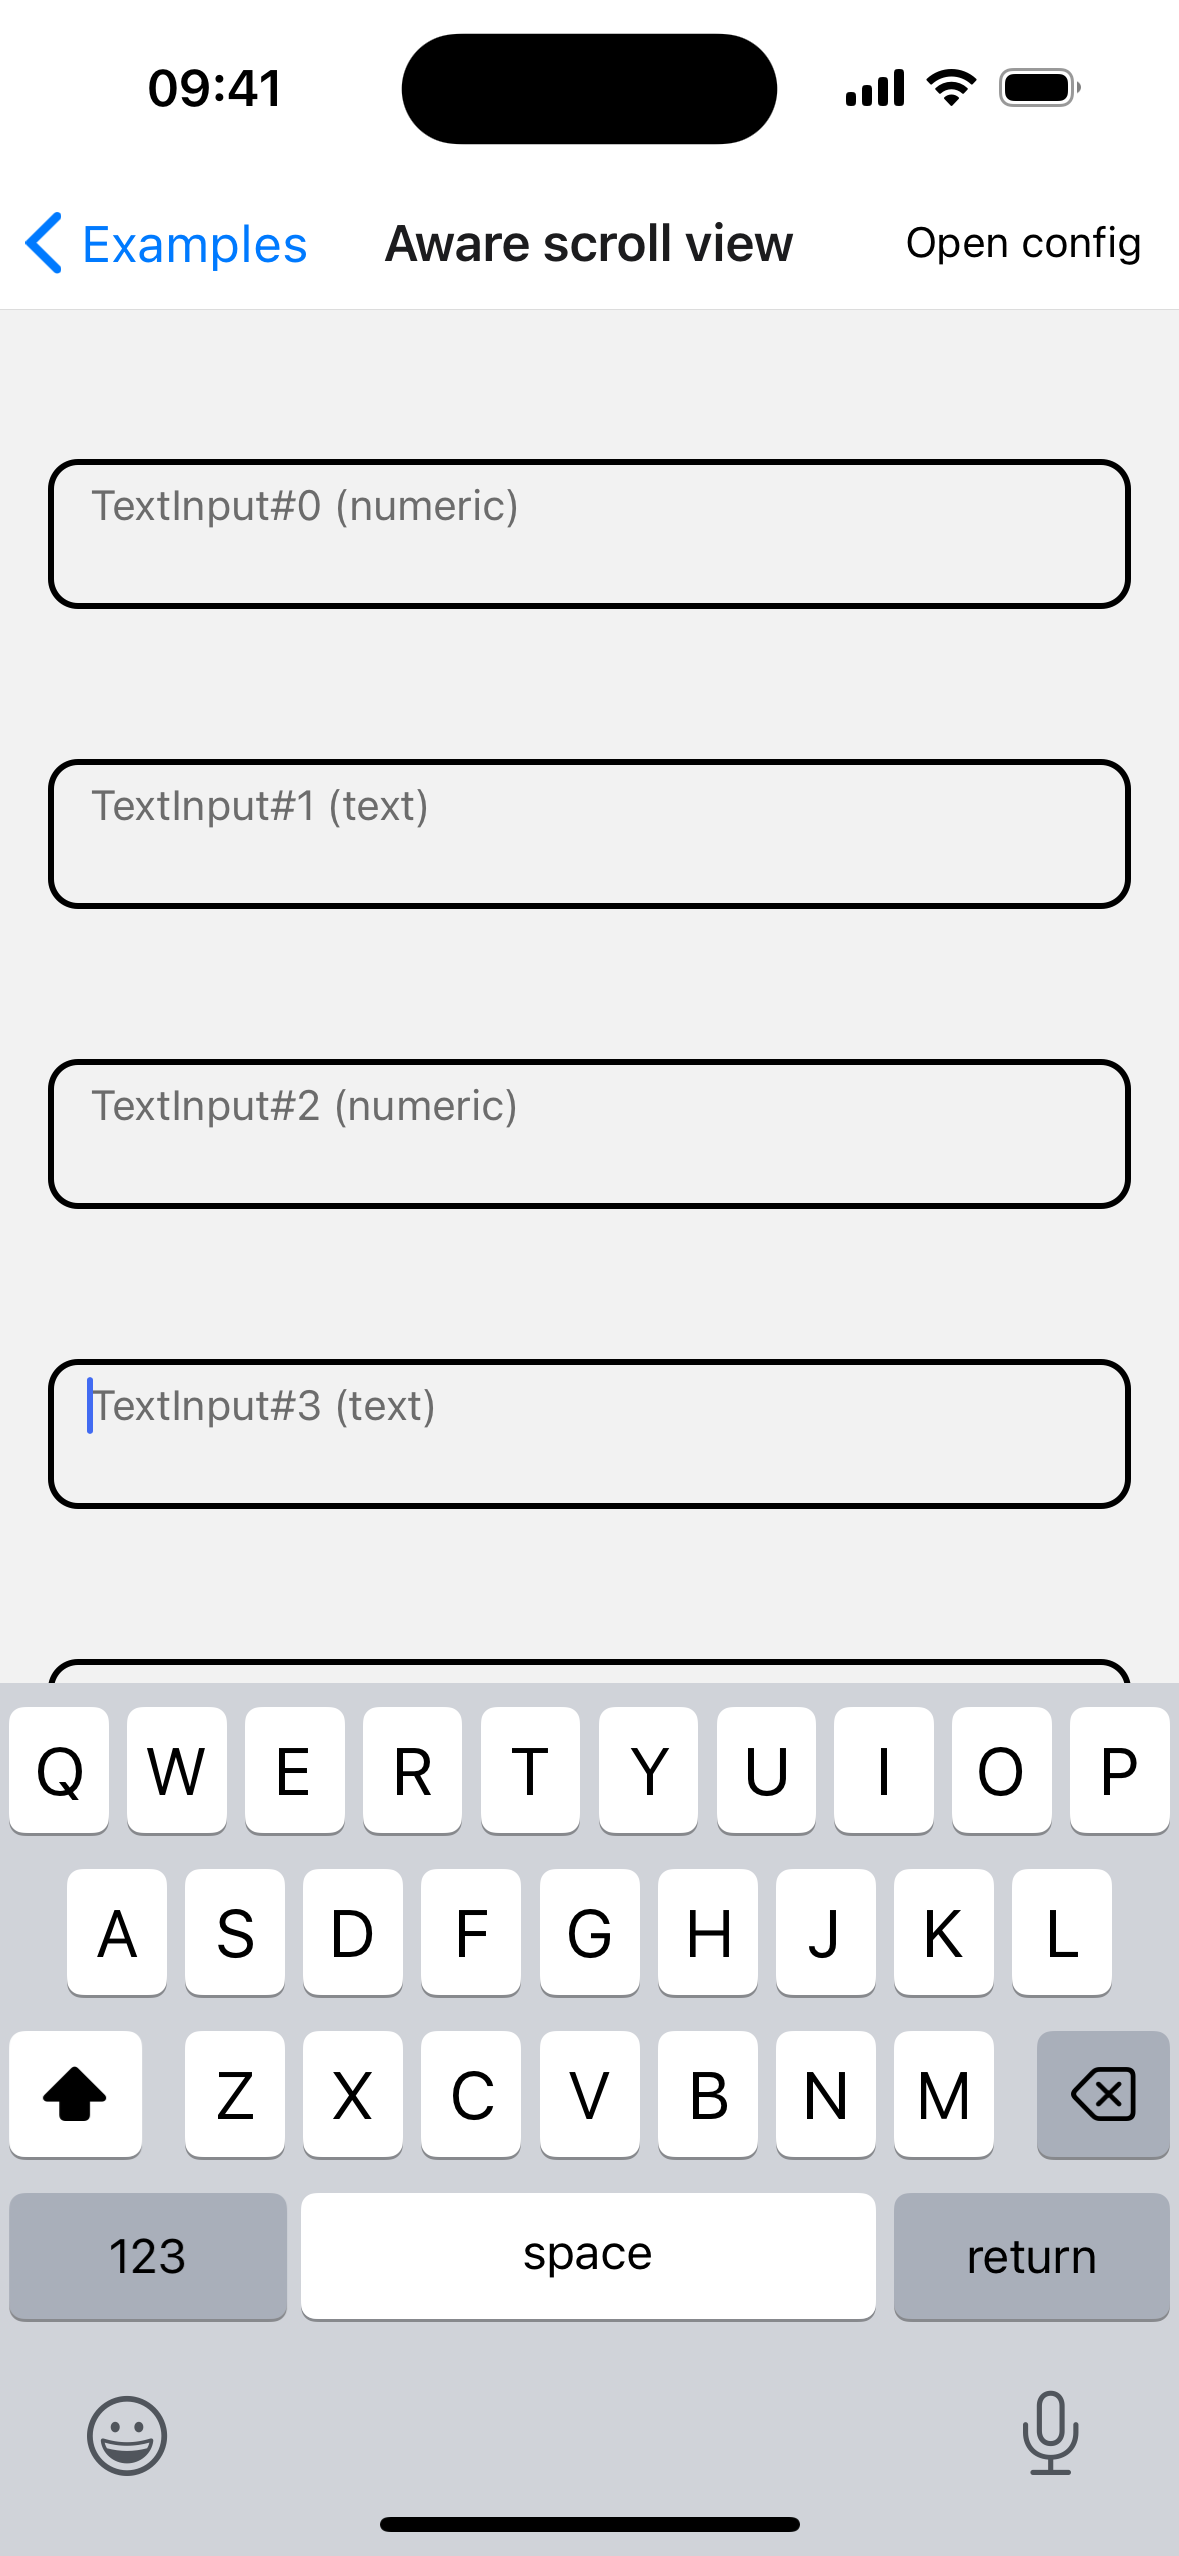 09:41
Examples Aware scroll view Open config
TextInput#0 (numeric)
TextInput#1 (text)
TextInput#2 (numeric)
TextInput#3 (text)
Q W E R T Y U I O P
A S D F G H J K L
Z X C V B N M
123 space return